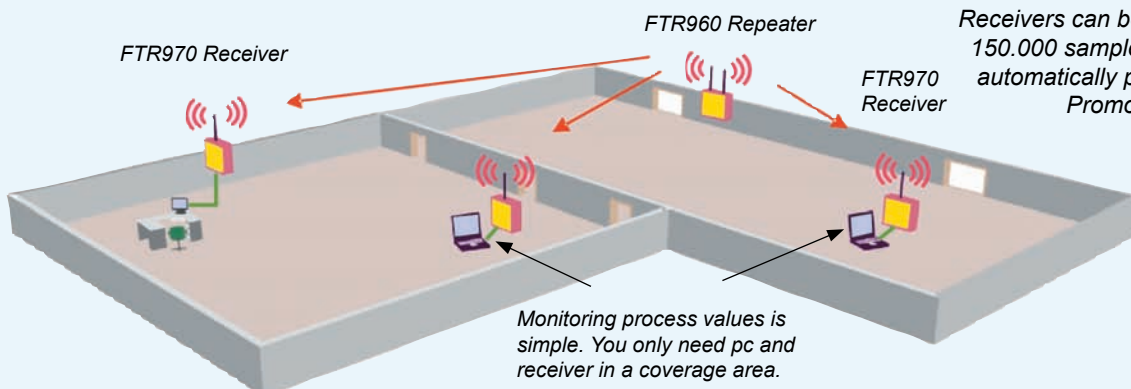 FTR970 Receiver
FTR960 Repeater
Receivers can b
150.000 sample
automatically p
Promo
FTR970
Receiver
Monitoring process values is
simple. You only need pc and
receiver in a coverage area.